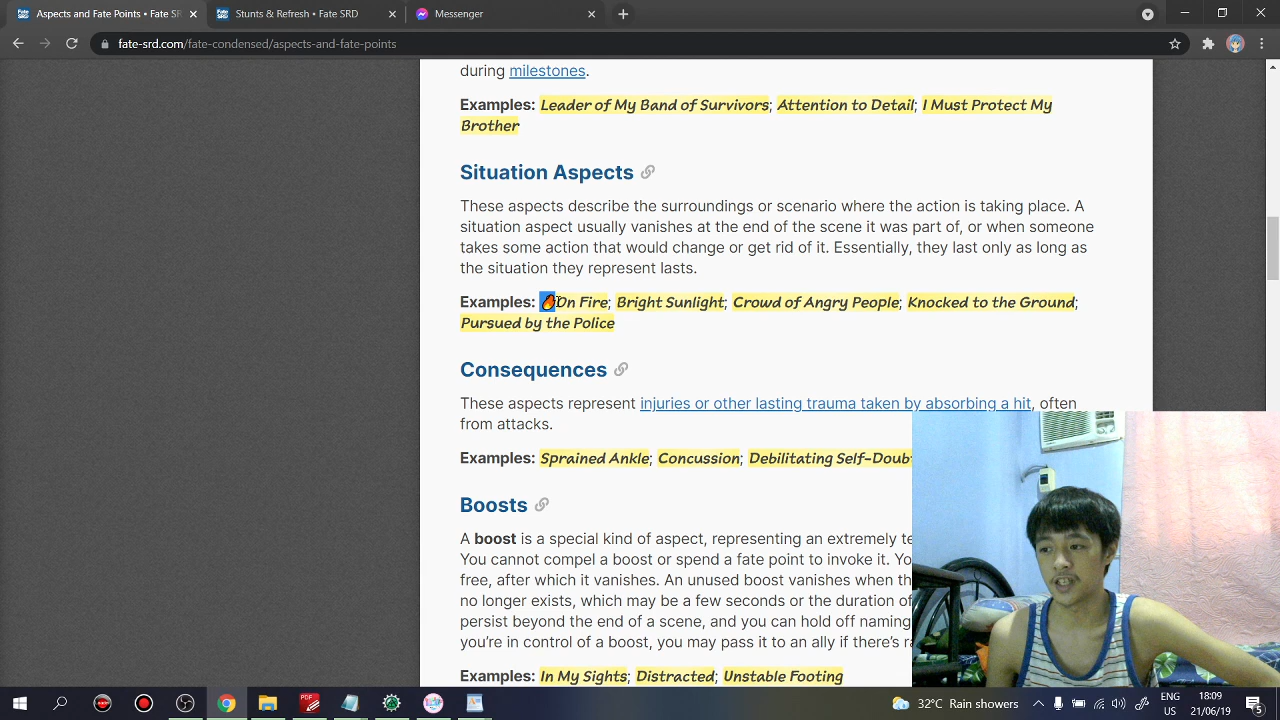 Aspects and Fate Points • Fate SR
Stunts & Refresh • Fate SRD
Messenger
fate-srd.com/fate-condensed/aspects-and-fate-points
during milestones.
Examples: Leader of My Band of Survivors; Attention to Detail; I Must Protect My
Brother
Situation Aspects
These aspects describe the surroundings or scenario where the action is taking place. A
situation aspect usually vanishes at the end of the scene it was part of, or when someone
takes some action that would change or get rid of it. Essentially, they last only as long as
the situation they represent lasts.
Examples: 🔥On Fire; Bright Sunlight; Crowd of Angry People; Knocked to the Ground;
Pursued by the Police
Consequences
These aspects represent injuries or other lasting trauma taken by absorbing a hit, often
from attacks.
Examples: Sprained Ankle; Concussion; Debilitating Self-Doub
Boosts
A boost is a special kind of aspect, representing an extremely te
You cannot compel a boost or spend a fate point to invoke it. Yo
free, after which it vanishes. An unused boost vanishes when th
no longer exists, which may be a few seconds or the duration of
persist beyond the end of a scene, and you can hold off naming
you're in control of a boost, you may pass it to an ally if there's ra
Examples: In My Sights; Distracted; Unstable Footing
PDF
32°C Rain showers
ENG
US
18:09
21/06/19
5